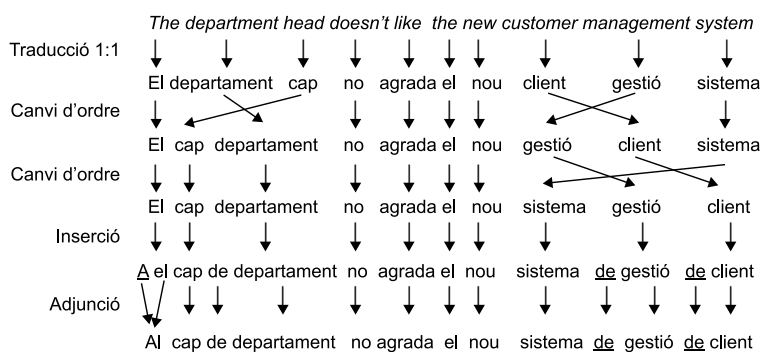 The department head doesn't like the new customer management system
Traducció 1:1
El departament cap no agrada el nou client gestió sistema
Canvi d'ordre
El cap departament no agrada el nou gestió client sistema
Canvi d'ordre
El cap departament no agrada el nou sistema gestió client
Inserció
A el cap de departament no agrada el nou sistema de gestió de client
Adjunció
Al cap de departament no agrada el nou sistema de gestió de client